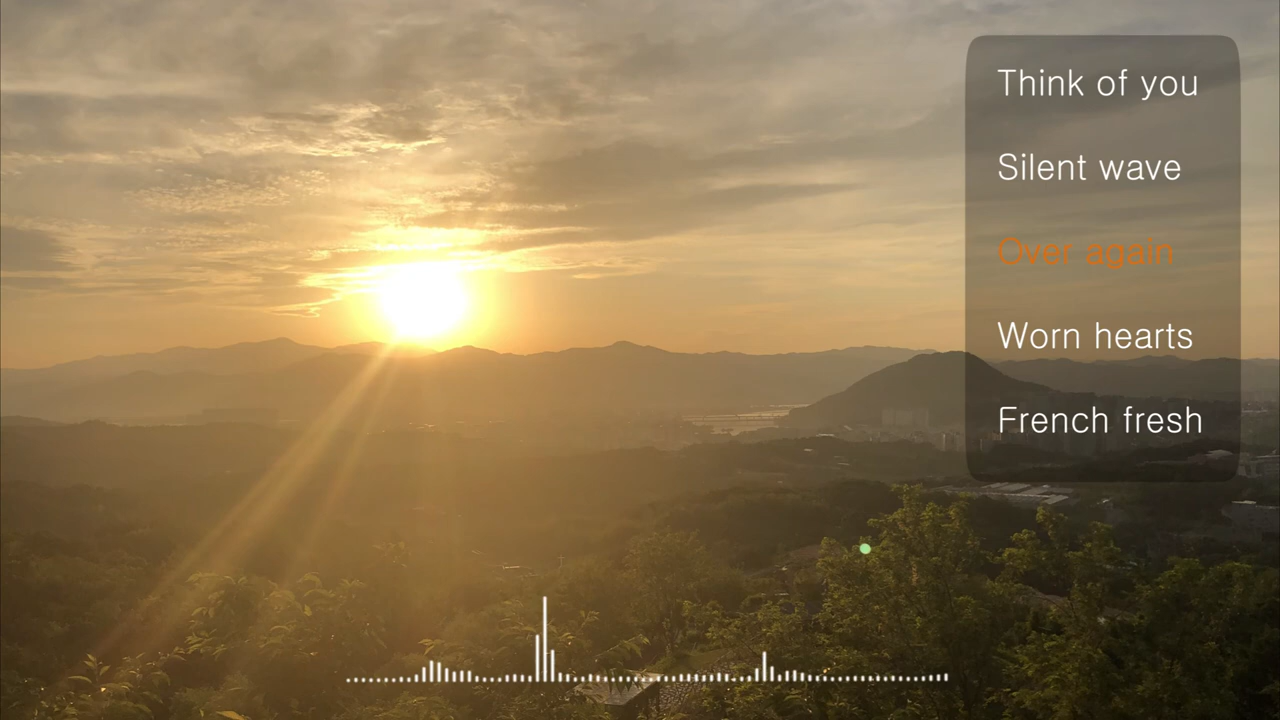 Think of you
Silent wave
Over again
Worn hearts
French fresh